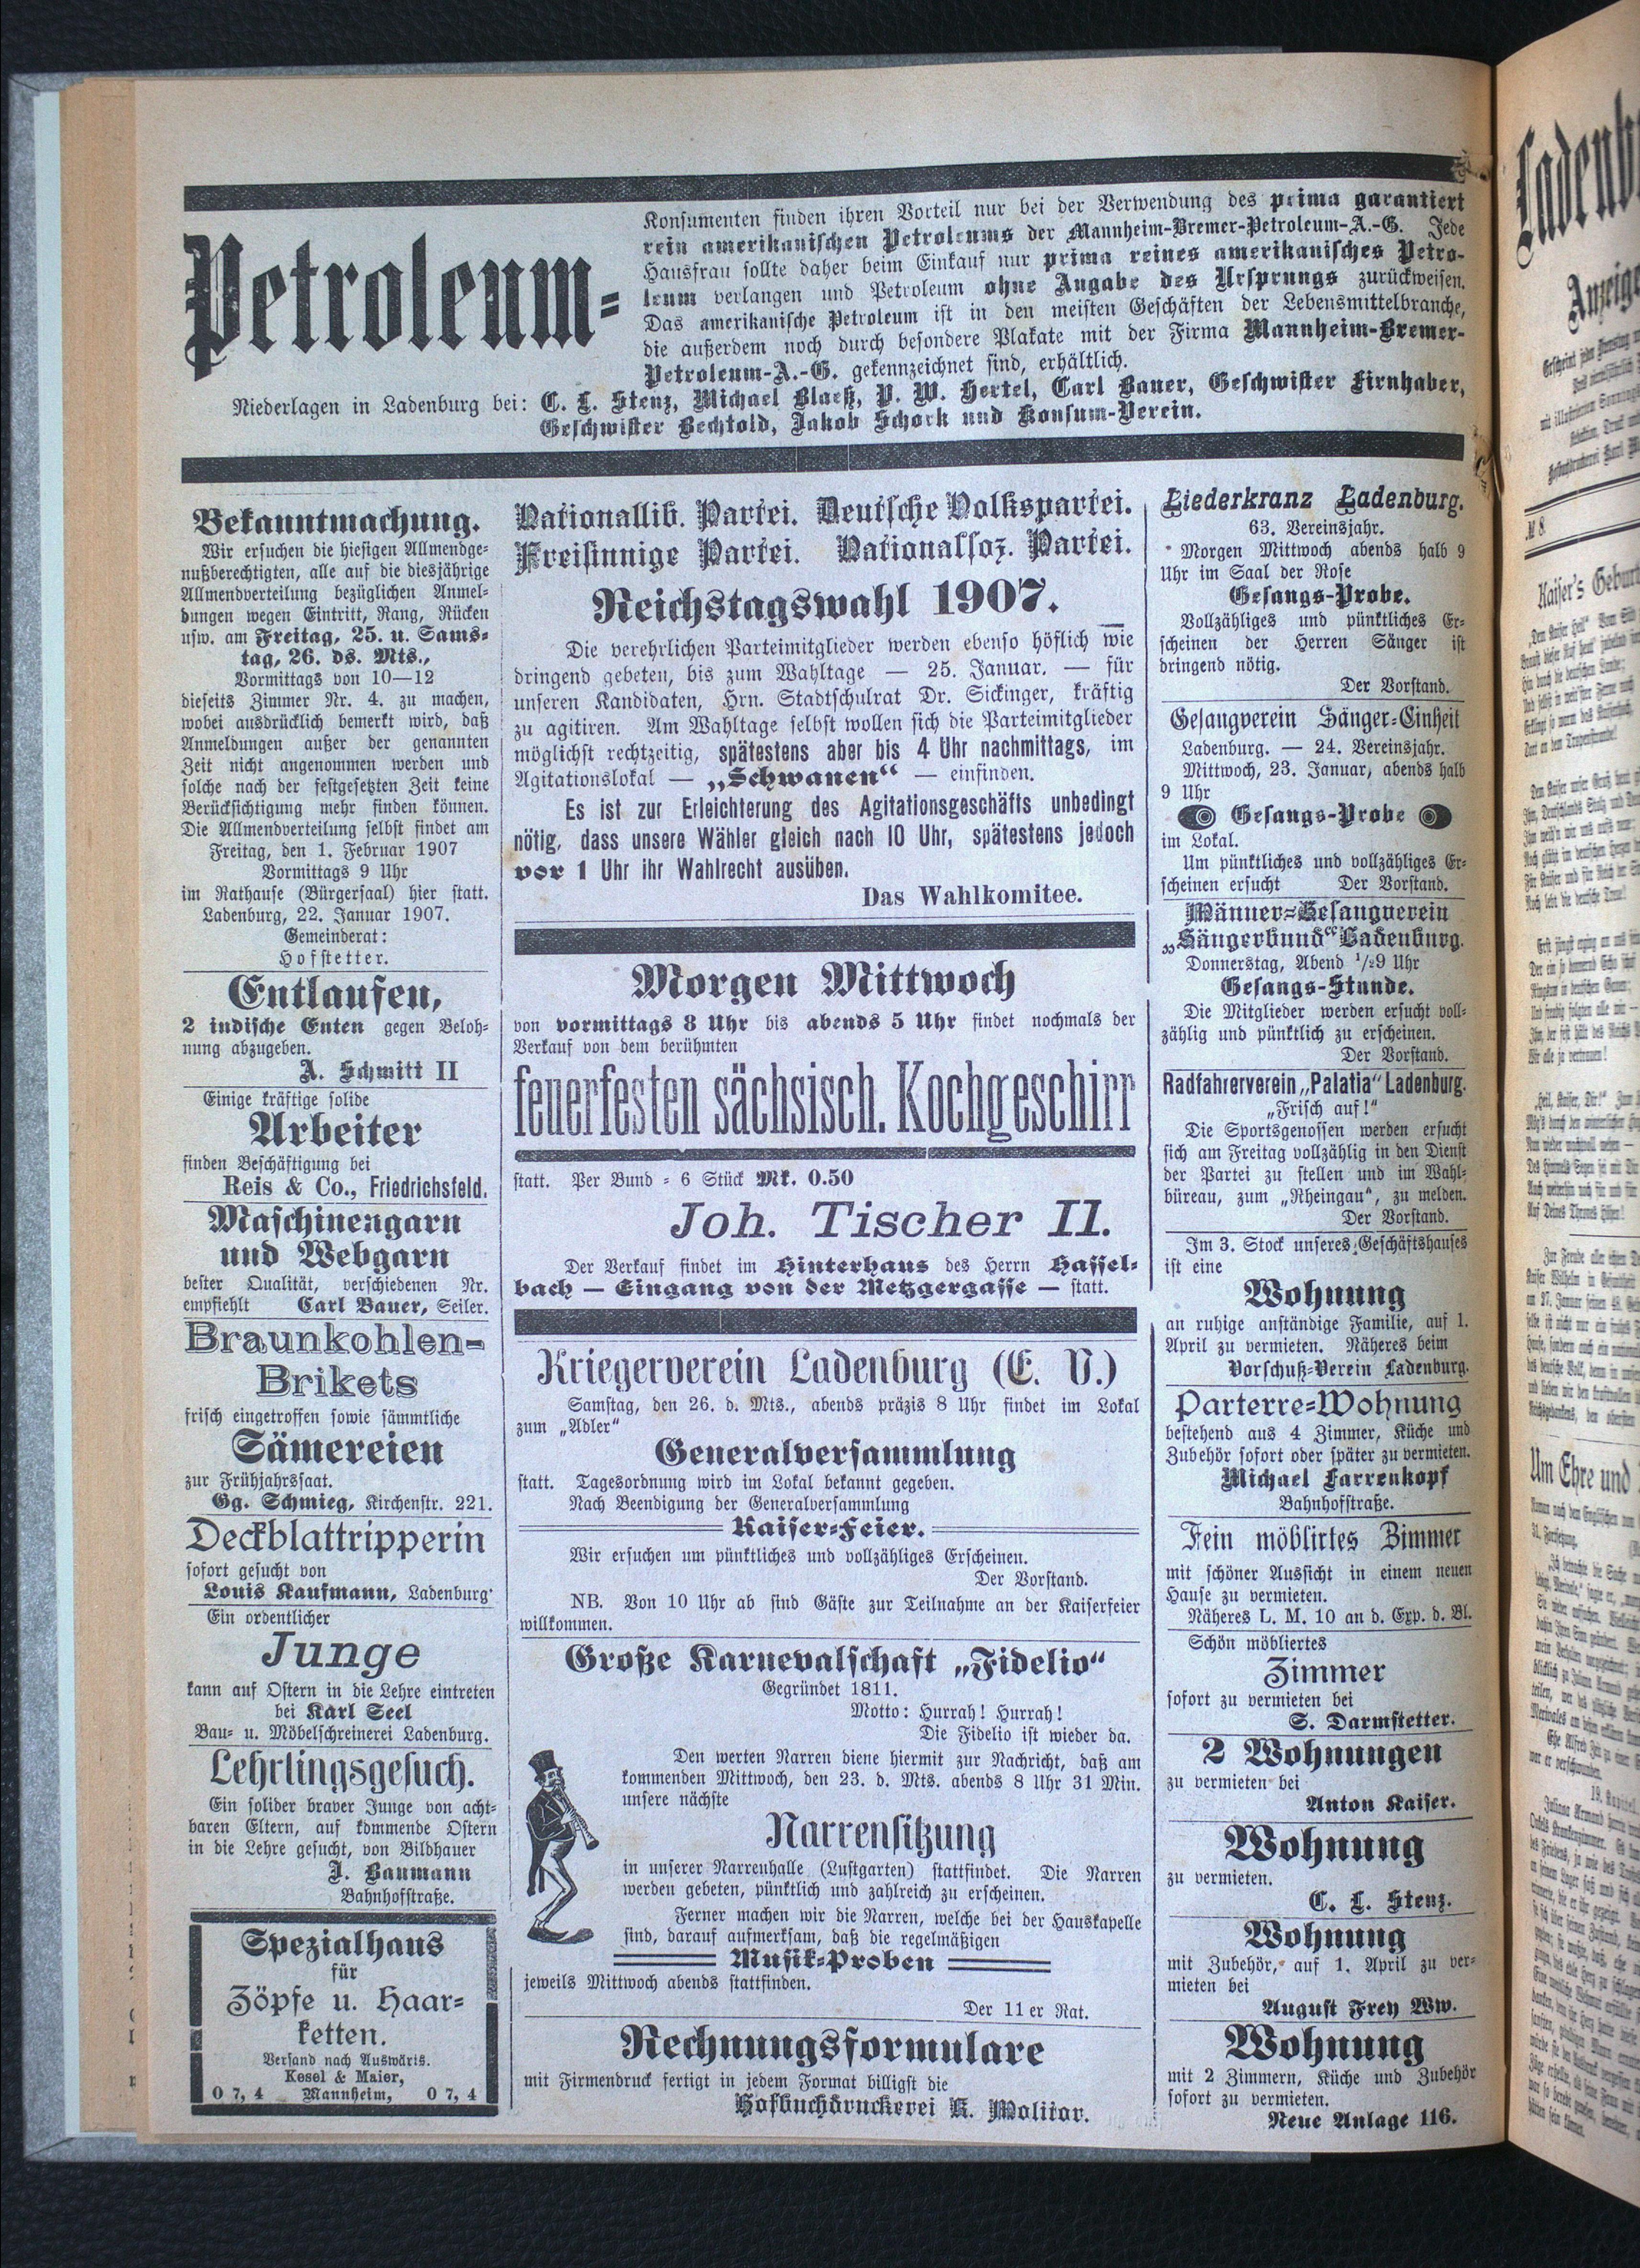 Petroleum-
Konsumenten finden ihren Vorteil nur bei der Verwendung des prima garantiert
rein amerikanischen Petroleums der Mannheim-Bremer-Petroleum-A.-G. Jede
Hausfrau sollte daher beim Einkauf nur prima reines amerikanisches Petro-
leum verlangen und Petroleum ohne Angabe des Ursprungs zurückweisen.
Das amerikanische Petroleum ist in den meisten Geschäften der Lebensmittelbranche,
die außerdem noch durch besondere Plakate mit der Firma Mannheim-Bremer-
Petroleum-A.-G. gekennzeichnet sind, erhältlich.
Niederlagen in Ladenburg bei: C. L. Stenz, Michael Blaeß, P. W. Hertel, Carl Bauer, Geschwister Firnhaber,
Geschwister Bechtold, Jakob Schork und Konsum-Verein.
Bekanntmachung.
Wir ersuchen die hiesigen Allmendge-
nußberechtigten, alle auf die diesjährige
Allmendverteilung bezüglichen Anmel-
dungen wegen Eintritt, Rang, Rücken
usw. am Freitag, 25. u. Sams-
tag, 26. ds. Mts.,
Vormittags von 10—12
dieseits Zimmer Nr. 4. zu machen,
wobei ausdrücklich bemerkt wird, daß
Anmeldungen außer der genannten
Zeit nicht angenommen werden und
solche nach der festgesetzten Zeit keine
Berücksichtigung mehr finden können.
Die Allmendverteilung selbst findet am
Freitag, den 1. Februar 1907
Vormittags 9 Uhr
im Rathause (Bürgersaal) hier statt.
Ladenburg, 22. Januar 1907.
Gemeinderat:
Hofstetter.
Entlaufen,
2 indische Enten gegen Beloh-
nung abzugeben.
A. Schmitt II
Einige kräftige solide
Arbeiter
finden Beschäftigung bei
Reis & Co., Friedrichsfeld.
Maschinengarn
und Webgarn
bester Qualität, verschiedenen Nr.
empfiehlt Carl Bauer, Seiler.
Braunkohlen-
Brikets
frisch eingetroffen sowie sämmtliche
Sämereien
zur Frühjahrssaat.
Gg. Schmieg, Kirchenstr. 221.
Deckblattripperin
sofort gesucht von
Louis Kaufmann, Ladenburg
Ein ordentlicher
Junge
kann auf Ostern in die Lehre eintreten
bei Karl Seel
Bau- u. Möbelschreinerei Ladenburg.
Lehrlingsgesuch.
Ein solider braver Junge von acht-
baren Eltern, auf kommende Ostern
in die Lehre gesucht, von Bildhauer
J. Baumann
Bahnhofstraße.
Spezialhaus
für
Zöpfe u. Haar-
ketten.
Versand nach Auswärts.
Kesel & Maier,
O 7, 4 Mannheim, O 7, 4
Nationallib. Partei. Deutsche Volkspartei.
Freisinnige Partei. Nationalsoz. Partei.
Reichstagswahl 1907.
Die verehrlichen Parteimitglieder werden ebenso höflich wie
dringend gebeten, bis zum Wahltage — 25. Januar. — für
unseren Kandidaten, Hrn. Stadtschulrat Dr. Sickinger, kräftig
zu agitiren. Am Wahltage selbst wollen sich die Parteimitglieder
möglichst rechtzeitig, spätestens aber bis 4 Uhr nachmittags, im
Agitationslokal — „Schwanen“ — einfinden.
Es ist zur Erleichterung des Agitationsgeschäfts unbedingt
nötig, dass unsere Wähler gleich nach 10 Uhr, spätestens jedoch
vor 1 Uhr ihr Wahlrecht ausüben.
Das Wahlkomitee.
Morgen Mittwoch
von vormittags 8 Uhr bis abends 5 Uhr findet nochmals der
Verkauf von dem berühmten
feuerfesten sächsisch. Kochgeschirr
statt. Per Bund = 6 Stück Mk. 0.50
Joh. Tischer II.
Der Verkauf findet im Hinterhaus des Herrn Hassel-
bach — Eingang von der Metzgergasse — statt.
Kriegerverein Ladenburg (E. V.)
Samstag, den 26. d. Mts., abends präzis 8 Uhr findet im Lokal
zum „Adler“
Generalversammlung
statt. Tagesordnung wird im Lokal bekannt gegeben.
Nach Beendigung der Generalversammlung
Kaiser-Feier.
Wir ersuchen um pünktliches und vollzähliges Erscheinen.
Der Vorstand.
NB. Von 10 Uhr ab sind Gäste zur Teilnahme an der Kaiserfeier
willkommen.
Große Karnevalschaft „Fidelio“
Gegründet 1811.
Motto: Hurrah! Hurrah!
Die Fidelio ist wieder da.
Den werten Narren diene hiermit zur Nachricht, daß am
kommenden Mittwoch, den 23. d. Mts. abends 8 Uhr 31 Min.
unsere nächste
Narrensitzung
in unserer Narrenhalle (Lustgarten) stattfindet. Die Narren
werden gebeten, pünktlich und zahlreich zu erscheinen.
Ferner machen wir die Narren, welche bei der Hauskapelle
sind, darauf aufmerksam, daß die regelmäßigen
Musik-Proben
jeweils Mittwoch abends stattfinden.
Der 11 er Rat.
Rechnungsformulare
mit Firmendruck fertigt in jedem Format billigst die
Hofbuchdruckerei K. Molitor.
Liederkranz Ladenburg.
63. Vereinsjahr.
Morgen Mittwoch abends halb 9
Uhr im Saal der Rose
Gesangs-Probe.
Vollzähliges und pünktliches Er-
scheinen der Herren Sänger ist
dringend nötig.
Der Vorstand.
Gesangverein Sänger-Einheit
Ladenburg. — 24. Vereinsjahr.
Mittwoch, 23. Januar, abends halb
9 Uhr
Gesangs-Probe
im Lokal.
Um pünktliches und vollzähliges Er-
scheinen ersucht Der Vorstand.
Männer-Gesangverein
„Sängerbund“ Ladenburg.
Donnerstag, Abend 1/29 Uhr
Gesangs-Stunde.
Die Mitglieder werden ersucht voll-
zählig und pünktlich zu erscheinen.
Der Vorstand.
Radfahrerverein „Palatia“ Ladenburg.
„Frisch auf!“
Die Sportsgenossen werden ersucht
sich am Freitag vollzählig in den Dienst
der Partei zu stellen und im Wahl-
büreau, zum „Rheingau“, zu melden.
Der Vorstand.
Im 3. Stock unseres Geschäftshauses
ist eine
Wohnung
an ruhige anständige Familie, auf 1.
April zu vermieten. Näheres beim
Vorschuß-Verein Ladenburg.
Parterre-Wohnung
bestehend aus 4 Zimmer, Küche und
Zubehör sofort oder später zu vermieten.
Michael Farrenkopf
Bahnhofstraße.
Fein möblirtes Zimmer
mit schöner Aussicht in einem neuen
Hause zu vermieten.
Näheres L. M. 10 an d. Exp. d. Bl.
Schön möbliertes
Zimmer
sofort zu vermieten bei
S. Darmstetter.
2 Wohnungen
zu vermieten bei
Anton Kaiser.
Wohnung
zu vermieten.
C. L. Stenz.
Wohnung
mit Zubehör, auf 1. April zu ver-
mieten bei
August Frey Ww.
Wohnung
mit 2 Zimmern, Küche und Zubehör
sofort zu vermieten.
Neue Anlage 116.
№ 8.
Kaiser's
Um Ehre und